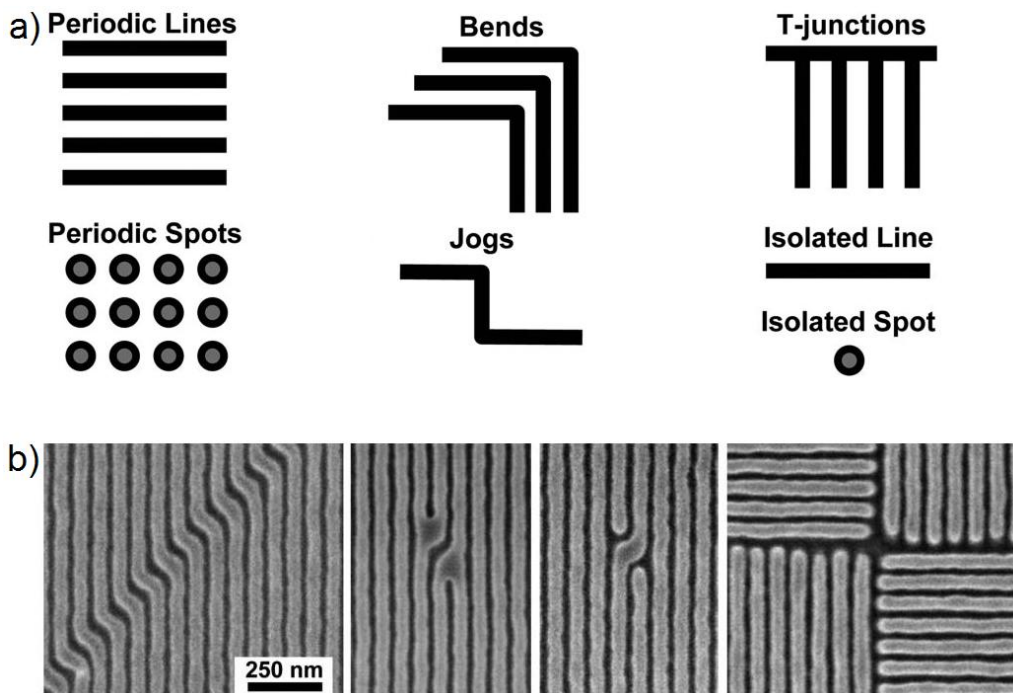 a)
Periodic Lines
Bends
T-junctions
Periodic Spots
Jogs
Isolated Line
Isolated Spot
b)
250 nm